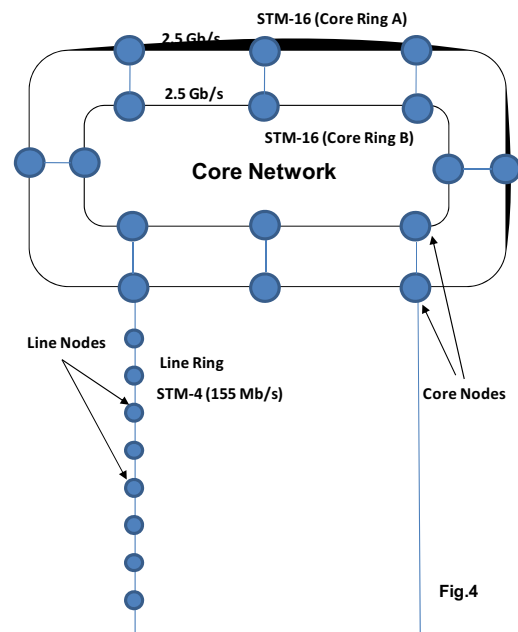 STM-16 (Core Ring A)
2.5 Gb/s
2.5 Gb/s
STM-16 (Core Ring B)
Core Network
Line Nodes
Line Ring
STM-4 (155 Mb/s)
Core Nodes
Fig.4